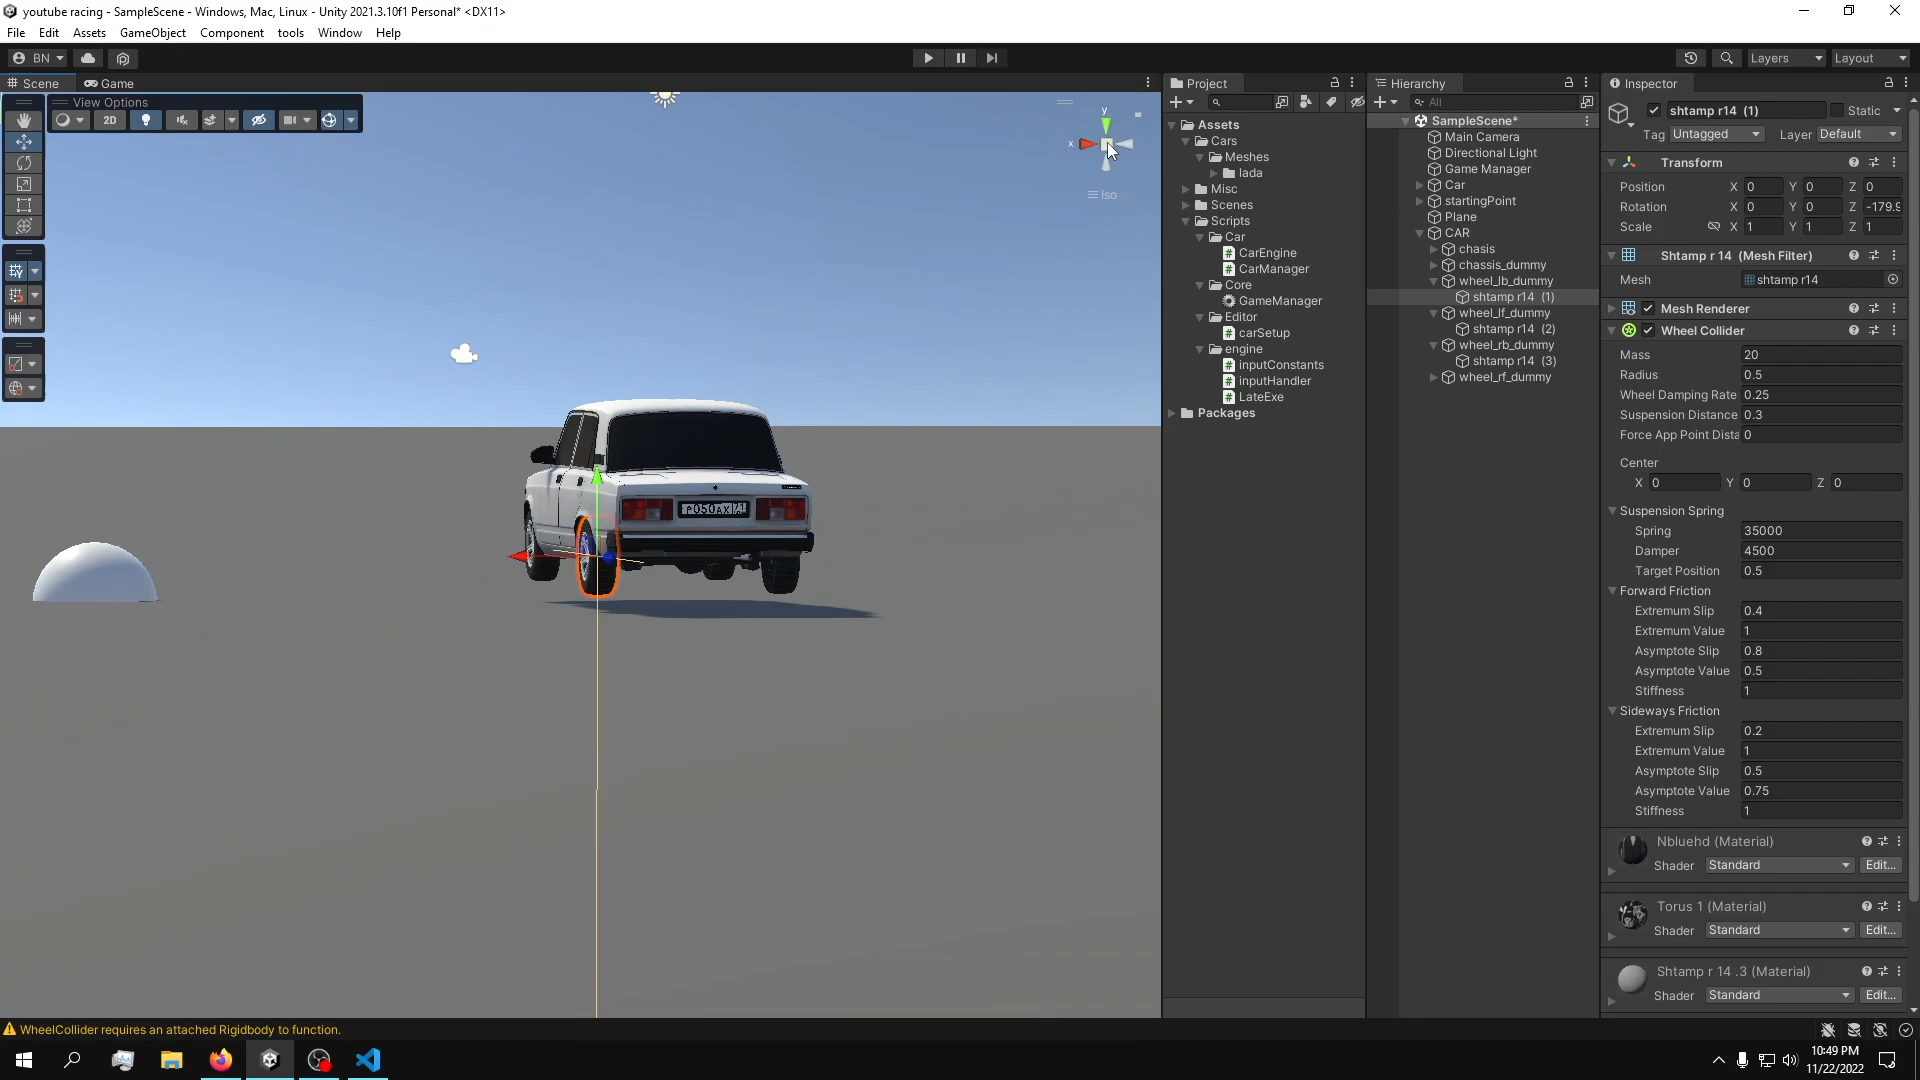 youtube racing - SampleScene - Windows, Mac, Linux - Unity 2021.3.10f1 Personal* <DX11>
File Edit Assets GameObject Component tools Window Help
BN
Layers Layout
Scene Game
View Options
2D
y
x
Iso
P050AX 71
Project
Assets
Cars
Meshes
lada
Misc
Scenes
Scripts
Car
CarEngine
CarManager
Core
GameManager
Editor
carSetup
engine
inputConstants
inputHandler
LateExe
Packages
Hierarchy
All
SampleScene*
Main Camera
Directional Light
Game Manager
Car
startingPoint
Plane
CAR
chasis
chassis_dummy
wheel_lb_dummy
shtamp r14 (1)
wheel_lf_dummy
shtamp r14 (2)
wheel_rb_dummy
shtamp r14 (3)
wheel_rf_dummy
Inspector
shtamp r14 (1) Static
Tag Untagged Layer Default
Transform
Position X 0 Y 0 Z 0
Rotation X 0 Y 0 Z -179.9
Scale X 1 Y 1 Z 1
Shtamp r 14 (Mesh Filter)
Mesh shtamp r14
Mesh Renderer
Wheel Collider
Mass 20
Radius 0.5
Wheel Damping Rate 0.25
Suspension Distance 0.3
Force App Point Dista 0
Center
X 0 Y 0 Z 0
Suspension Spring
Spring 35000
Damper 4500
Target Position 0.5
Forward Friction
Extremum Slip 0.4
Extremum Value 1
Asymptote Slip 0.8
Asymptote Value 0.5
Stiffness 1
Sideways Friction
Extremum Slip 0.2
Extremum Value 1
Asymptote Slip 0.5
Asymptote Value 0.75
Stiffness 1
Nbluehd (Material)
Shader Standard Edit...
Torus 1 (Material)
Shader Standard Edit...
Shtamp r 14 .3 (Material)
Shader Standard Edit...
WheelCollider requires an attached Rigidbody to function.
10:49 PM
11/22/2022